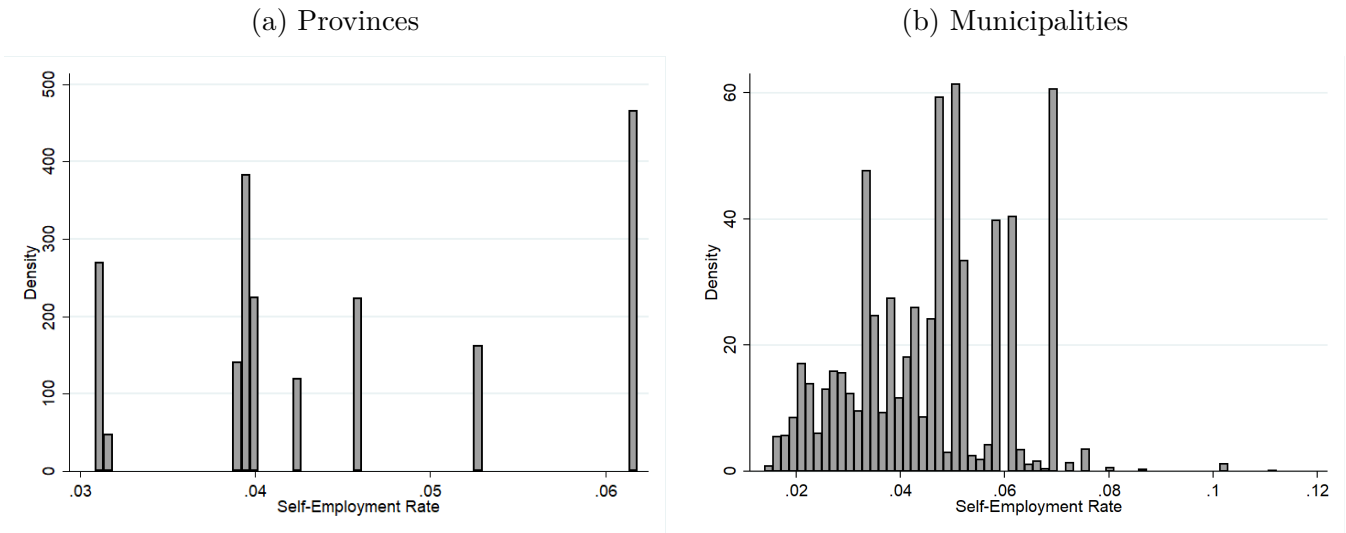 (a) Provinces
500
400
300
200
100
0
Density
.03 .04 .05 .06
Self-Employment Rate
(b) Municipalities
60
40
20
0
Density
.02 .04 .06 .08 .1 .12
Self-Employment Rate